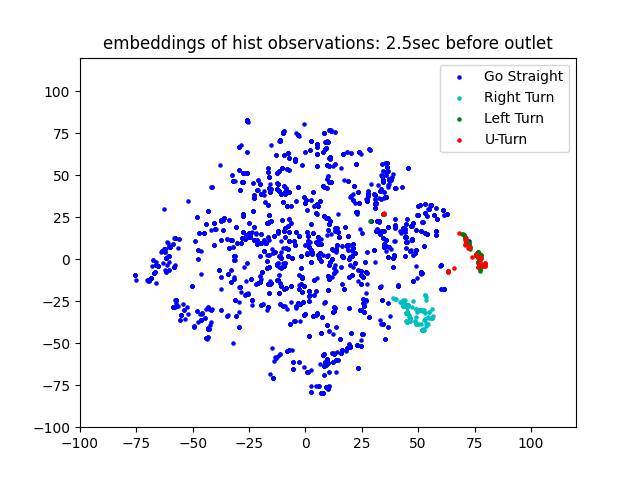 embeddings of hist observations: 2.5sec before outlet
Go Straight
Right Turn
Left Turn
U-Turn
100
75
50
25
0
−25
−50
−75
−100
−100 −75 −50 −25 0 25 50 75 100